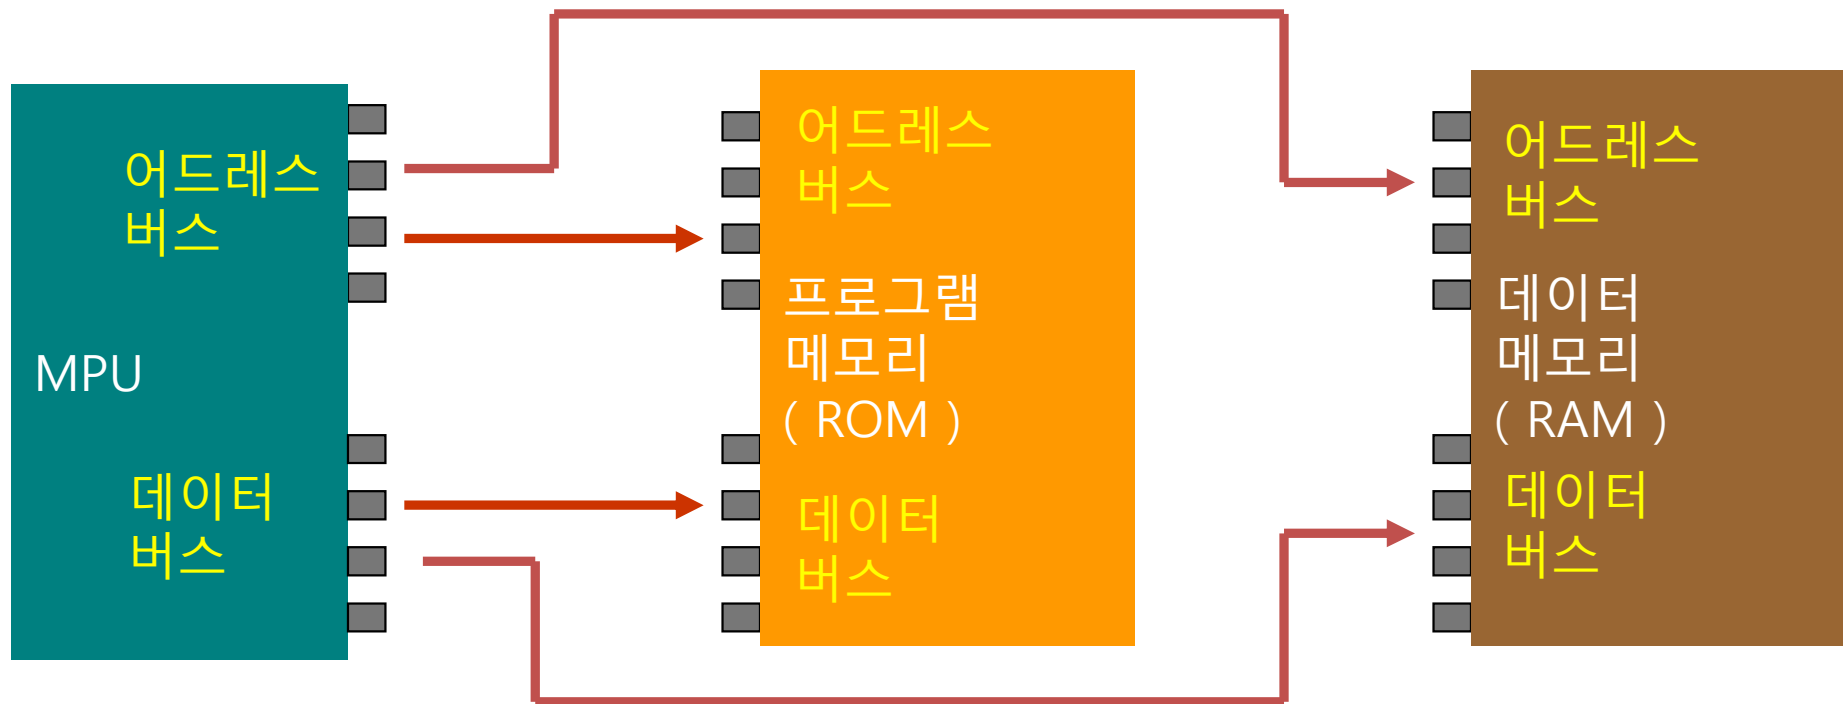 어드레스
버스
MPU
데이터
버스
어드레스
버스
프로그램
메모리
( ROM )
데이터
버스
어드레스
버스
데이터
메모리
( RAM )
데이터
버스